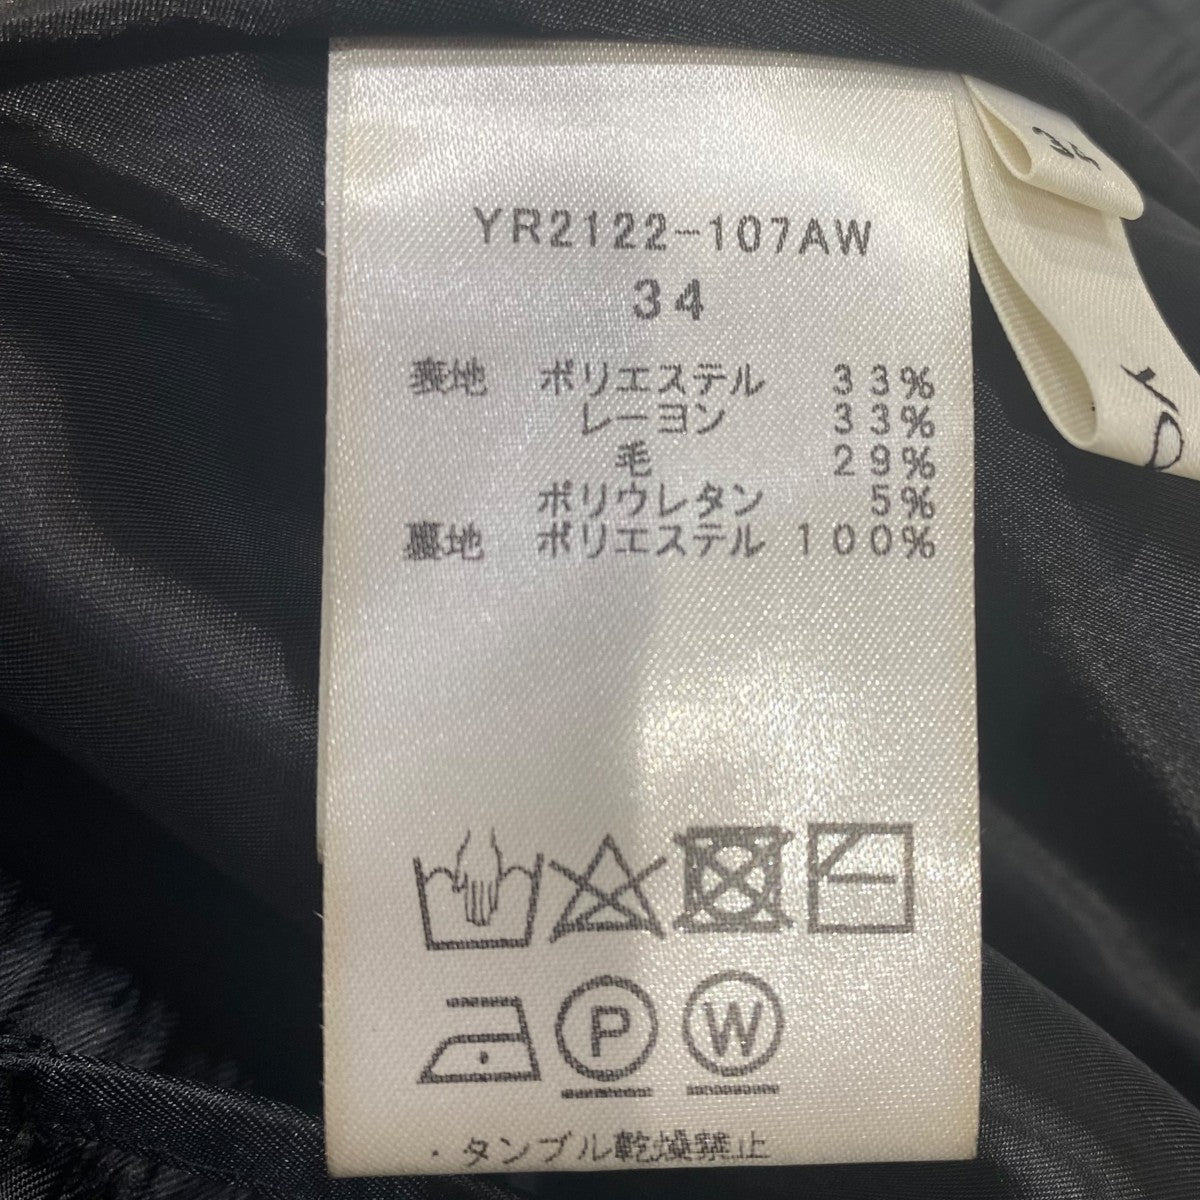 YR2122-107AW
34
表地 ポリエステル 33%
レーヨン 33%
毛 29%
ポリウレタン 5%
裏地 ポリエステル 100%
P W
・タンブル乾燥禁止
34